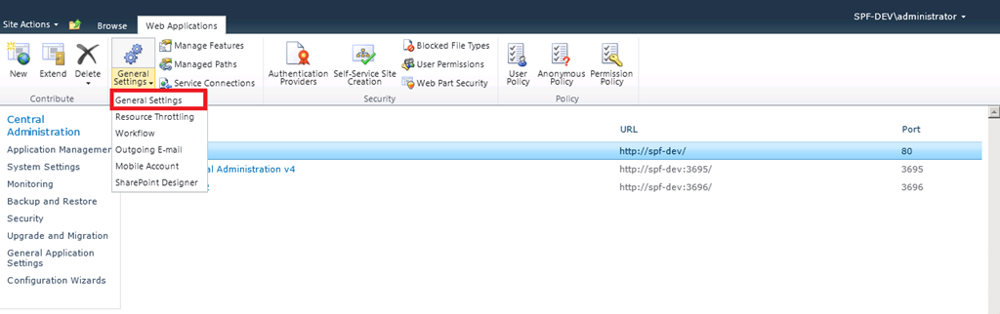 Site Actions
Browse
Web Applications
SPF-DEV\administrator
New
Extend
Delete
General
Settings
Manage Features
Managed Paths
Service Connections
Authentication
Providers
Self-Service Site
Creation
Blocked File Types
User Permissions
Web Part Security
User
Policy
Anonymous
Policy
Permission
Policy
Contribute
Security
Policy
General Settings
Resource Throttling
Workflow
Outgoing E-mail
Mobile Account
SharePoint Designer
Central
Administration
Application Managemen
System Settings
Monitoring
Backup and Restore
Security
Upgrade and Migration
General Application
Settings
Configuration Wizards
URL
Port
http://spf-dev/
80
al Administration v4
http://spf-dev:3695/
3695
http://spf-dev:3696/
3696